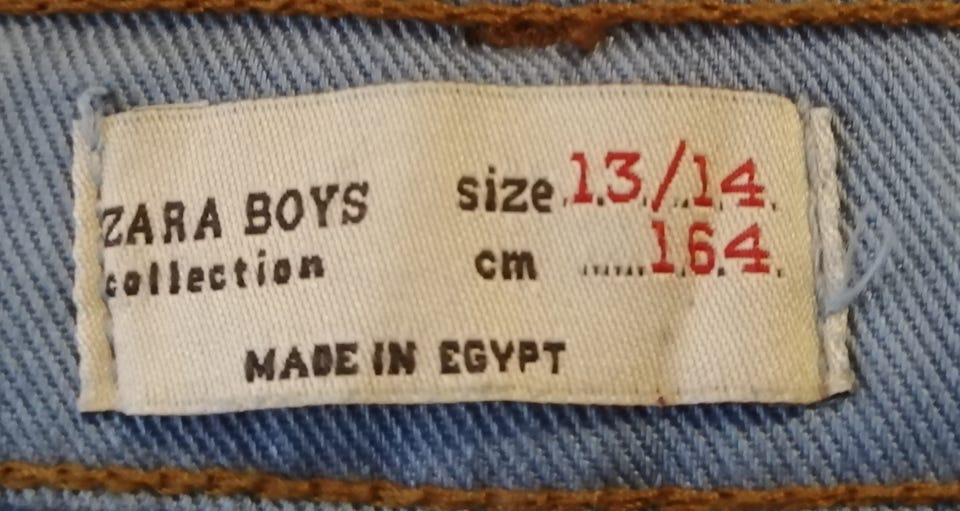 ZARA BOYS size 13/14
collection cm 164
MADE IN EGYPT